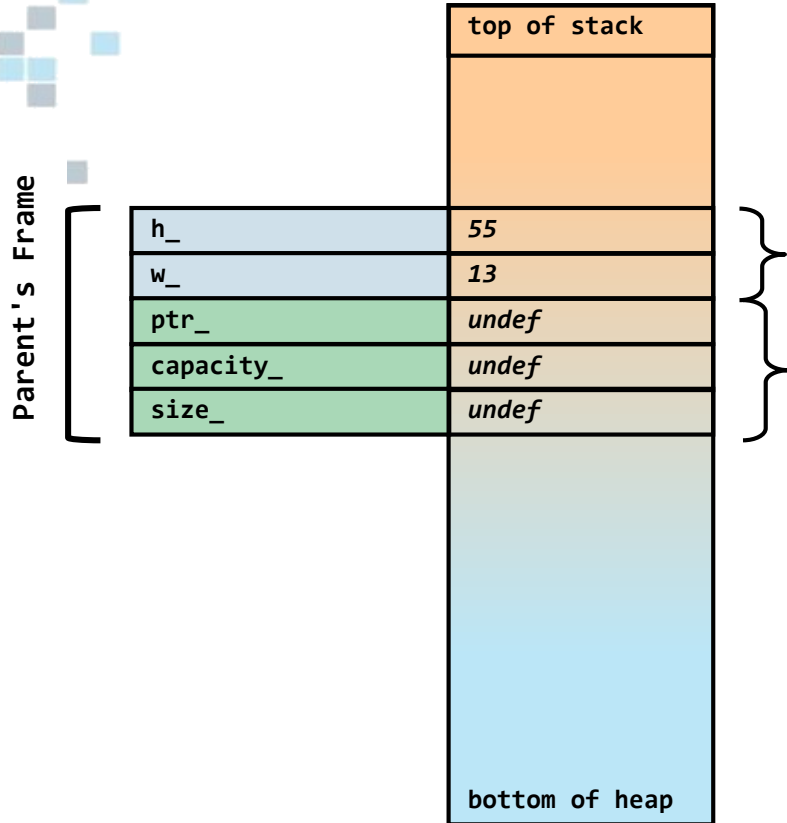 top of stack
Parent's Frame
h_ 55
w_ 13
ptr_ undef
capacity_ undef
size_ undef
bottom of heap